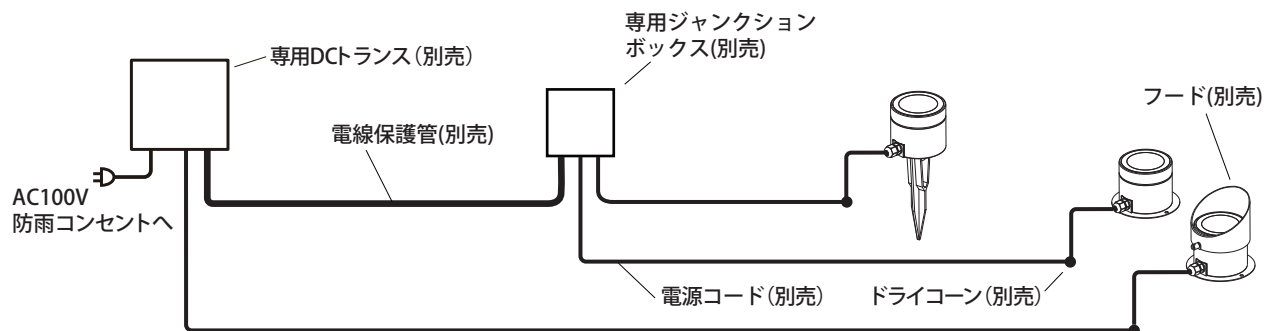 専用ジャンクション
ボックス(別売)
専用DCトランス（別売）
フード(別売)
電線保護管(別売)
AC100V
防雨コンセントへ
電源コード（別売）
ドライコーン（別売）